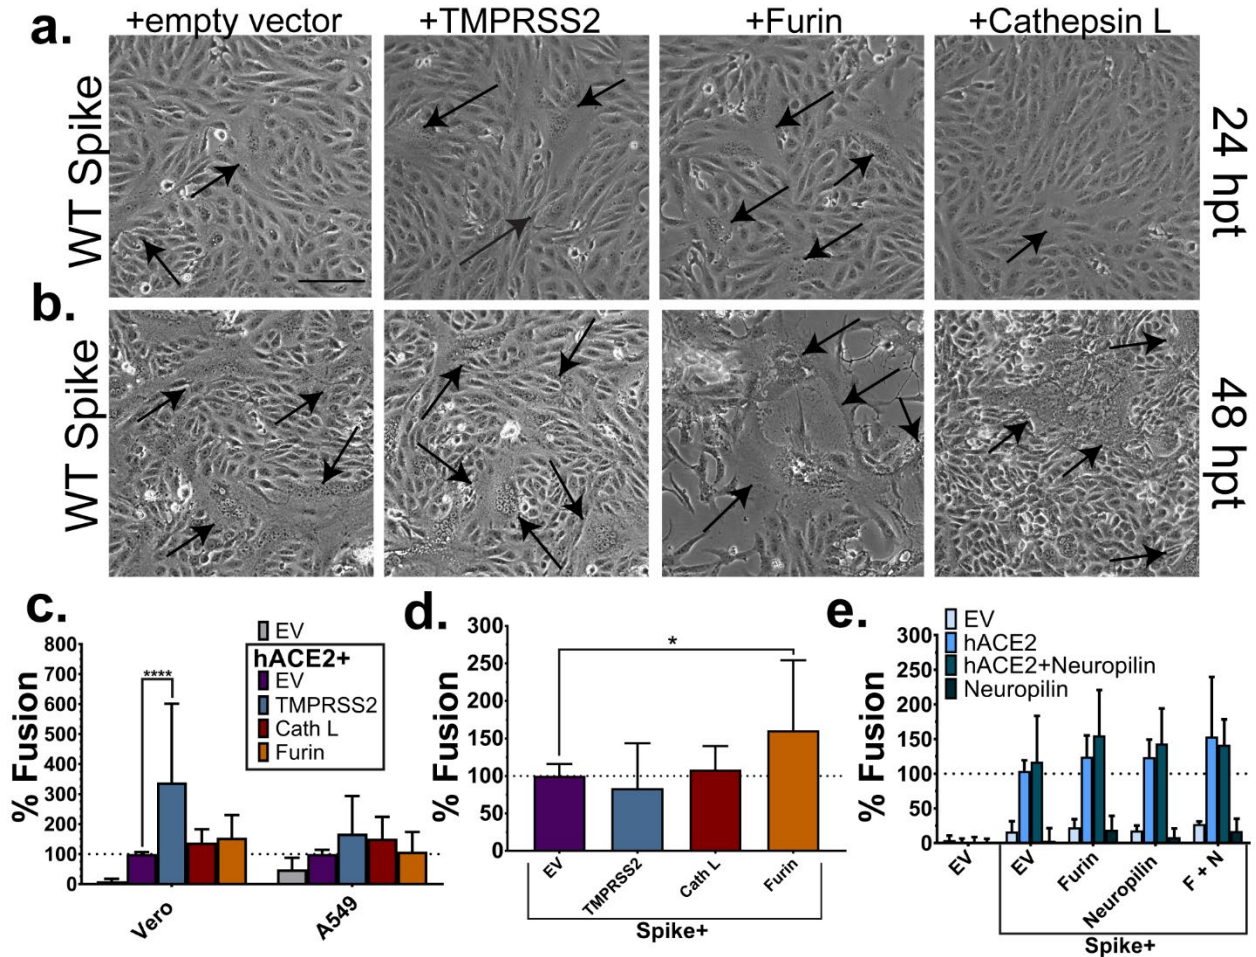 a.
+empty vector +TMPRSS2 +Furin +Cathepsin L
WT Spike
24 hpt
b.
WT Spike
48 hpt
c.
EV
hACE2+
EV
TMPRSS2
Cath L
Furin
% Fusion
800
700
600
500
400
300
200
100
0
****
Vero A549
d.
% Fusion
300
250
200
150
100
50
0
*
EV TMPRSS2 Cath L Furin
Spike+
e.
EV
hACE2
hACE2+Neuropilin
Neuropilin
% Fusion
300
250
200
150
100
50
0
EV EV Furin Neuropilin F + N
Spike+